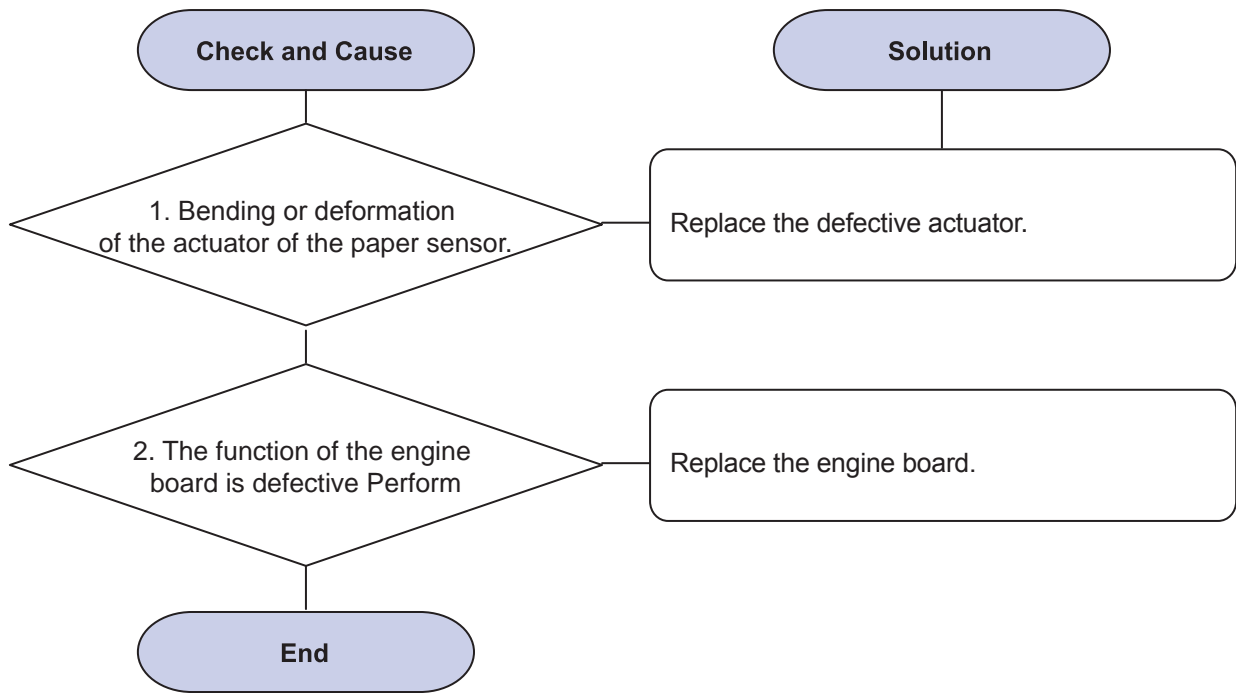 Check and Cause
Solution
1. Bending or deformation
of the actuator of the paper sensor.
Replace the defective actuator.
2. The function of the engine
board is defective Perform
Replace the engine board.
End